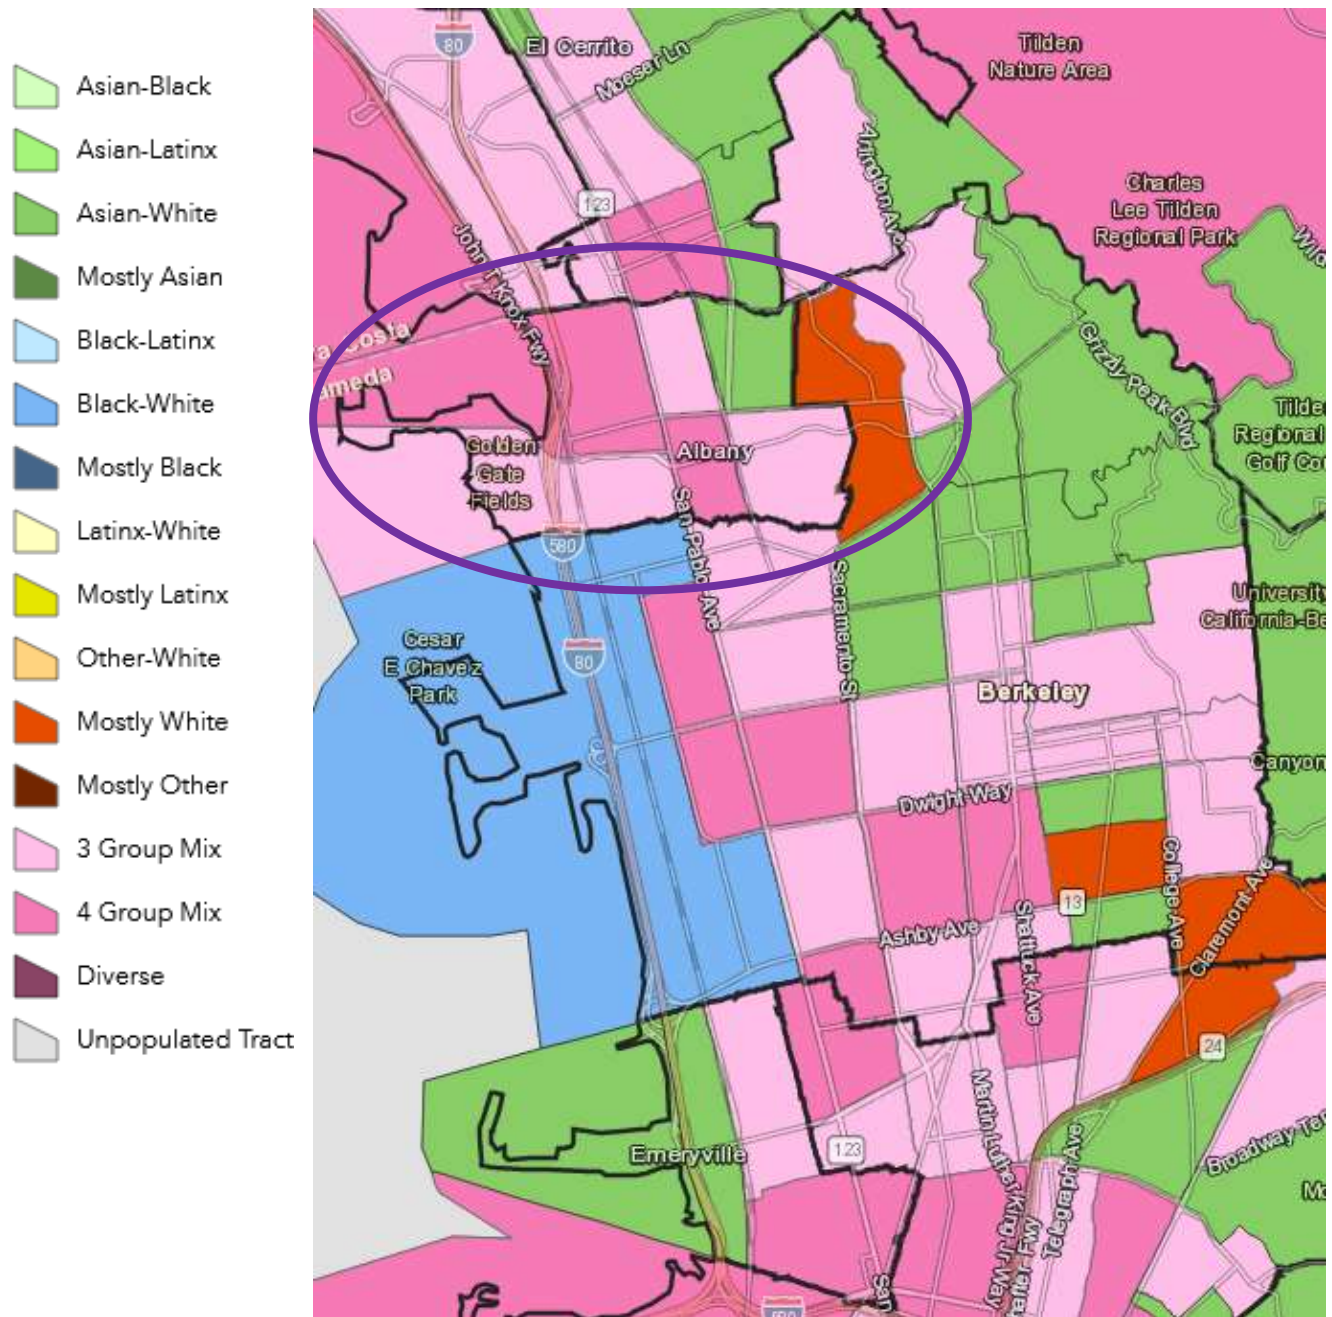 Asian-Black
Asian-Latinx
Asian-White
Mostly Asian
Black-Latinx
Black-White
Mostly Black
Latinx-White
Mostly Latinx
Other-White
Mostly White
Mostly Other
3 Group Mix
4 Group Mix
Diverse
Unpopulated Tract
80
El Cerrito
Moeser Ln
Tilden
Nature Area
Arlington Ave
123
Charles
Lee Tilden
Regional Park
John T Knox Fwy
Costa
ameda
Grizzly Peak Blvd
Regional
Golf
Golden
Gate
Fields
Albany
San Pablo Ave
580
Sacramento St
University
Cesar
E Chavez
Park
80
Berkeley
Canyon
Dwight Way
College Ave
Claremont Ave
13
Shattuck Ave
Ashby Ave
24
Martin Luther King Jr Way
Telegraph Ave
Emeryville
123
Broadway
Fwy
San